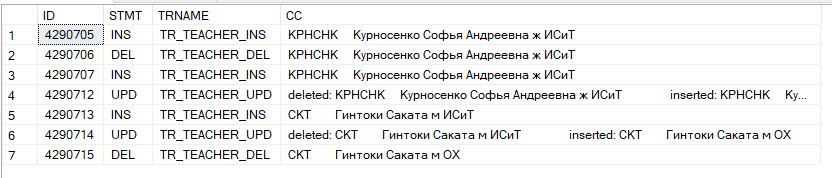 ID STMT TRNAME CC
1 4290705 INS TR_TEACHER_INS КРНСНК Курносенко Софья Андреевна ж ИСиТ
2 4290706 DEL TR_TEACHER_DEL КРНСНК Курносенко Софья Андреевна ж ИСиТ
3 4290707 INS TR_TEACHER_INS КРНСНК Курносенко Софья Андреевна ж ИСиТ
4 4290712 UPD TR_TEACHER_UPD deleted: КРНСНК Курносенко Софья Андреевна ж ИСиТ inserted: КРНСНК Ку...
5 4290713 INS TR_TEACHER_INS СКТ Гинтоки Саката м ИСиТ
6 4290714 UPD TR_TEACHER_UPD deleted: СКТ Гинтоки Саката м ИСиТ inserted: СКТ Гинтоки Саката м ОХ
7 4290715 DEL TR_TEACHER_DEL СКТ Гинтоки Саката м ОХ